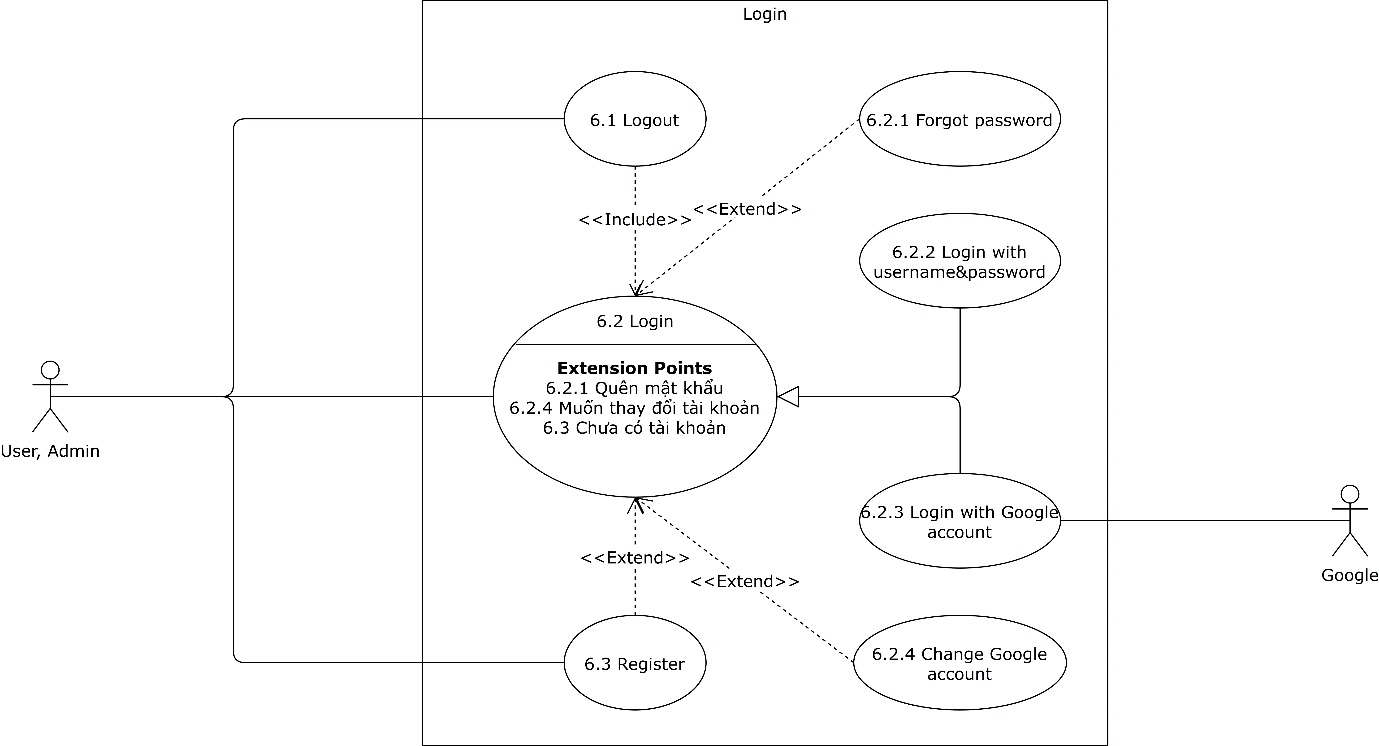 Login
6.1 Logout
6.2.1 Forgot password
<<Include>>
<<Extend>>
6.2.2 Login with
username&password
6.2 Login
Extension Points
6.2.1 Quên mật khẩu
6.2.4 Muốn thay đổi tài khoản
6.3 Chưa có tài khoản
User, Admin
6.2.3 Login with Google
account
Google
<<Extend>>
<<Extend>>
6.3 Register
6.2.4 Change Google
account